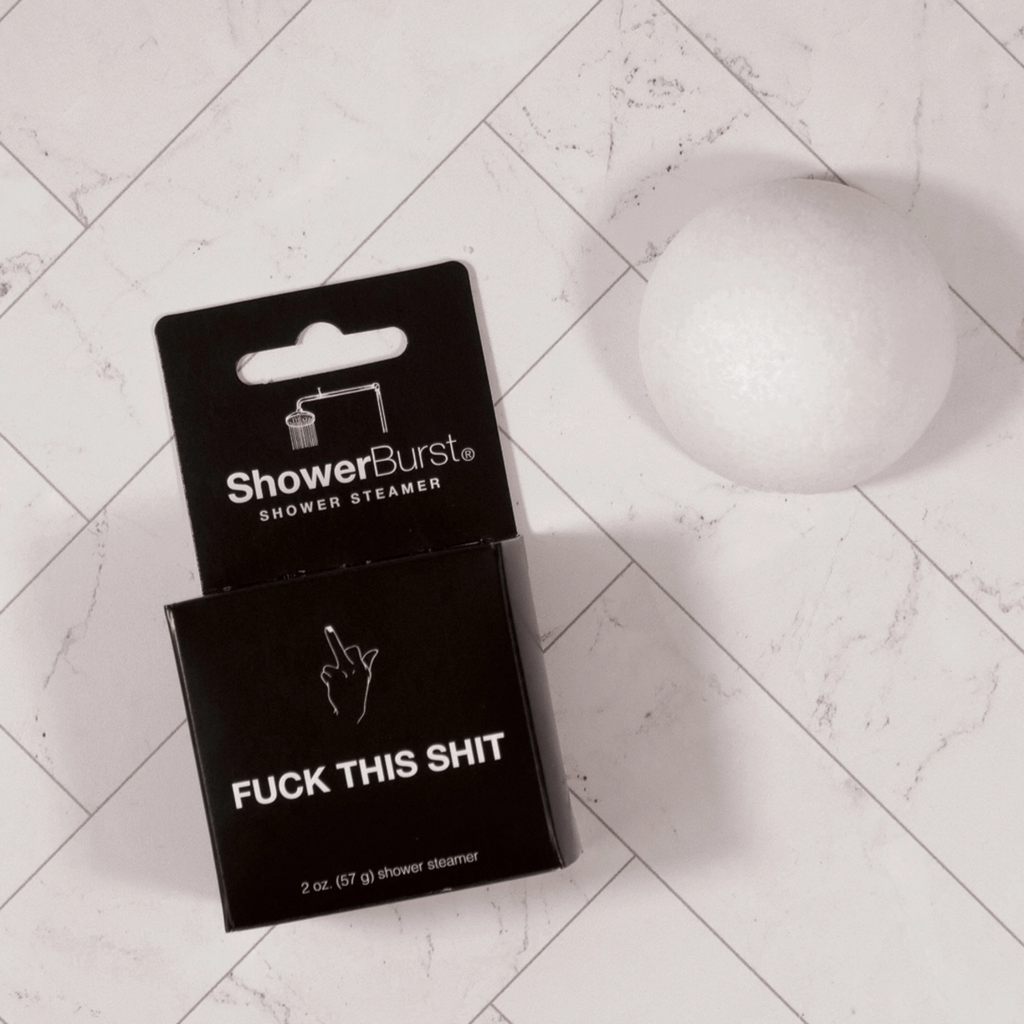 ShowerBurst®
SHOWER STEAMER
FUCK THIS SHIT
2 oz. (57 g) shower steamer